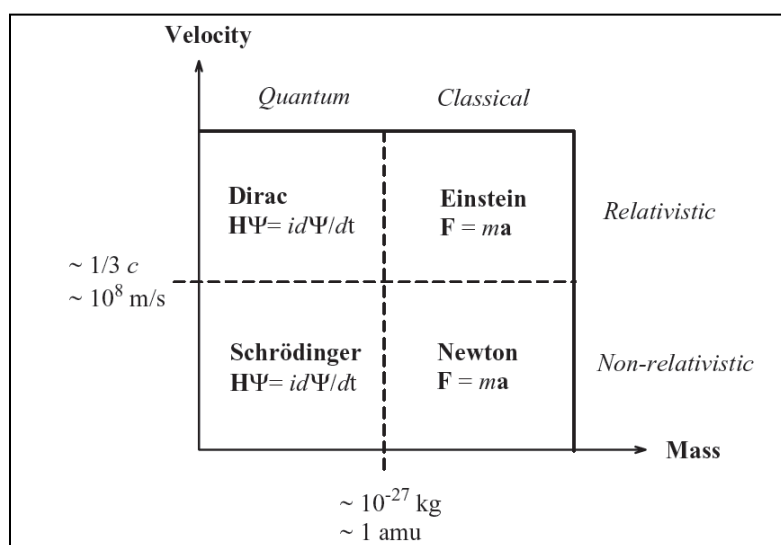 Velocity
Quantum
Classical
Dirac
HΨ= idΨ/dt
Einstein
F = ma
Relativistic
~ 1/3 c
~ 10⁸ m/s
Schrödinger
HΨ= idΨ/dt
Newton
F = ma
Non-relativistic
Mass
~ 10⁻²⁷ kg
~ 1 amu